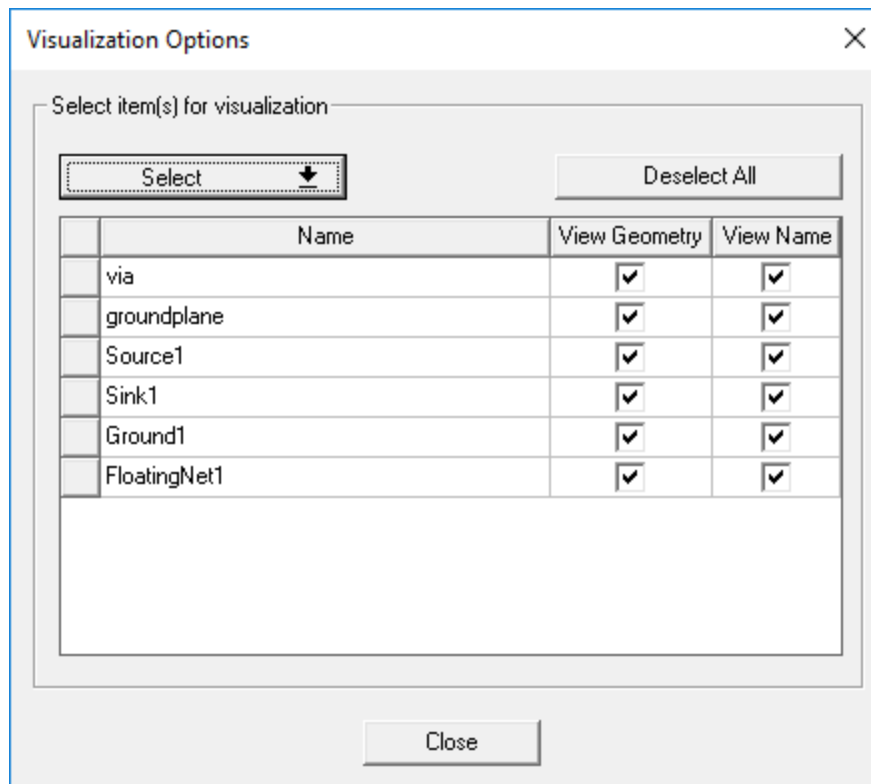 Visualization Options
Select item(s) for visualization
Select
Deselect All
Name View Geometry View Name
via
groundplane
Source1
Sink1
Ground1
FloatingNet1
Close